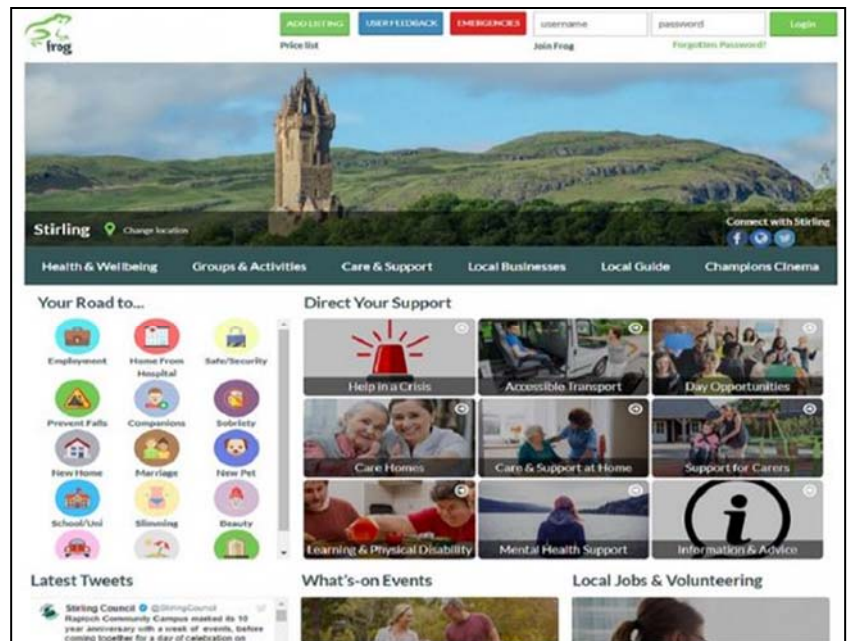 frog
ADD LISTING
USER FEEDBACK
EMERGENCIES
username
password
Login
Price list
Join Frog
Forgotten Password?
Stirling
Change location
Connect with Stirling
Health & Wellbeing
Groups & Activities
Care & Support
Local Businesses
Local Guide
Champions Cinema
Your Road to...
Employment
Home From
Hospital
Safe/Security
Prevent Falls
Companions
Sobriety
New Home
Marriage
New Pet
School/Uni
Slimming
Beauty
Direct Your Support
Help in a Crisis
Accessible Transport
Day Opportunities
Care Homes
Care & Support at Home
Support for Carers
Learning & Physical Disability
Mental Health Support
Information & Advice
Latest Tweets
Stirling Council @StirlingCouncil
Raploch Community Campus marked its 10
year anniversary with a week of events, before
coming together for a day of celebration on
What's-on Events
Local Jobs & Volunteering